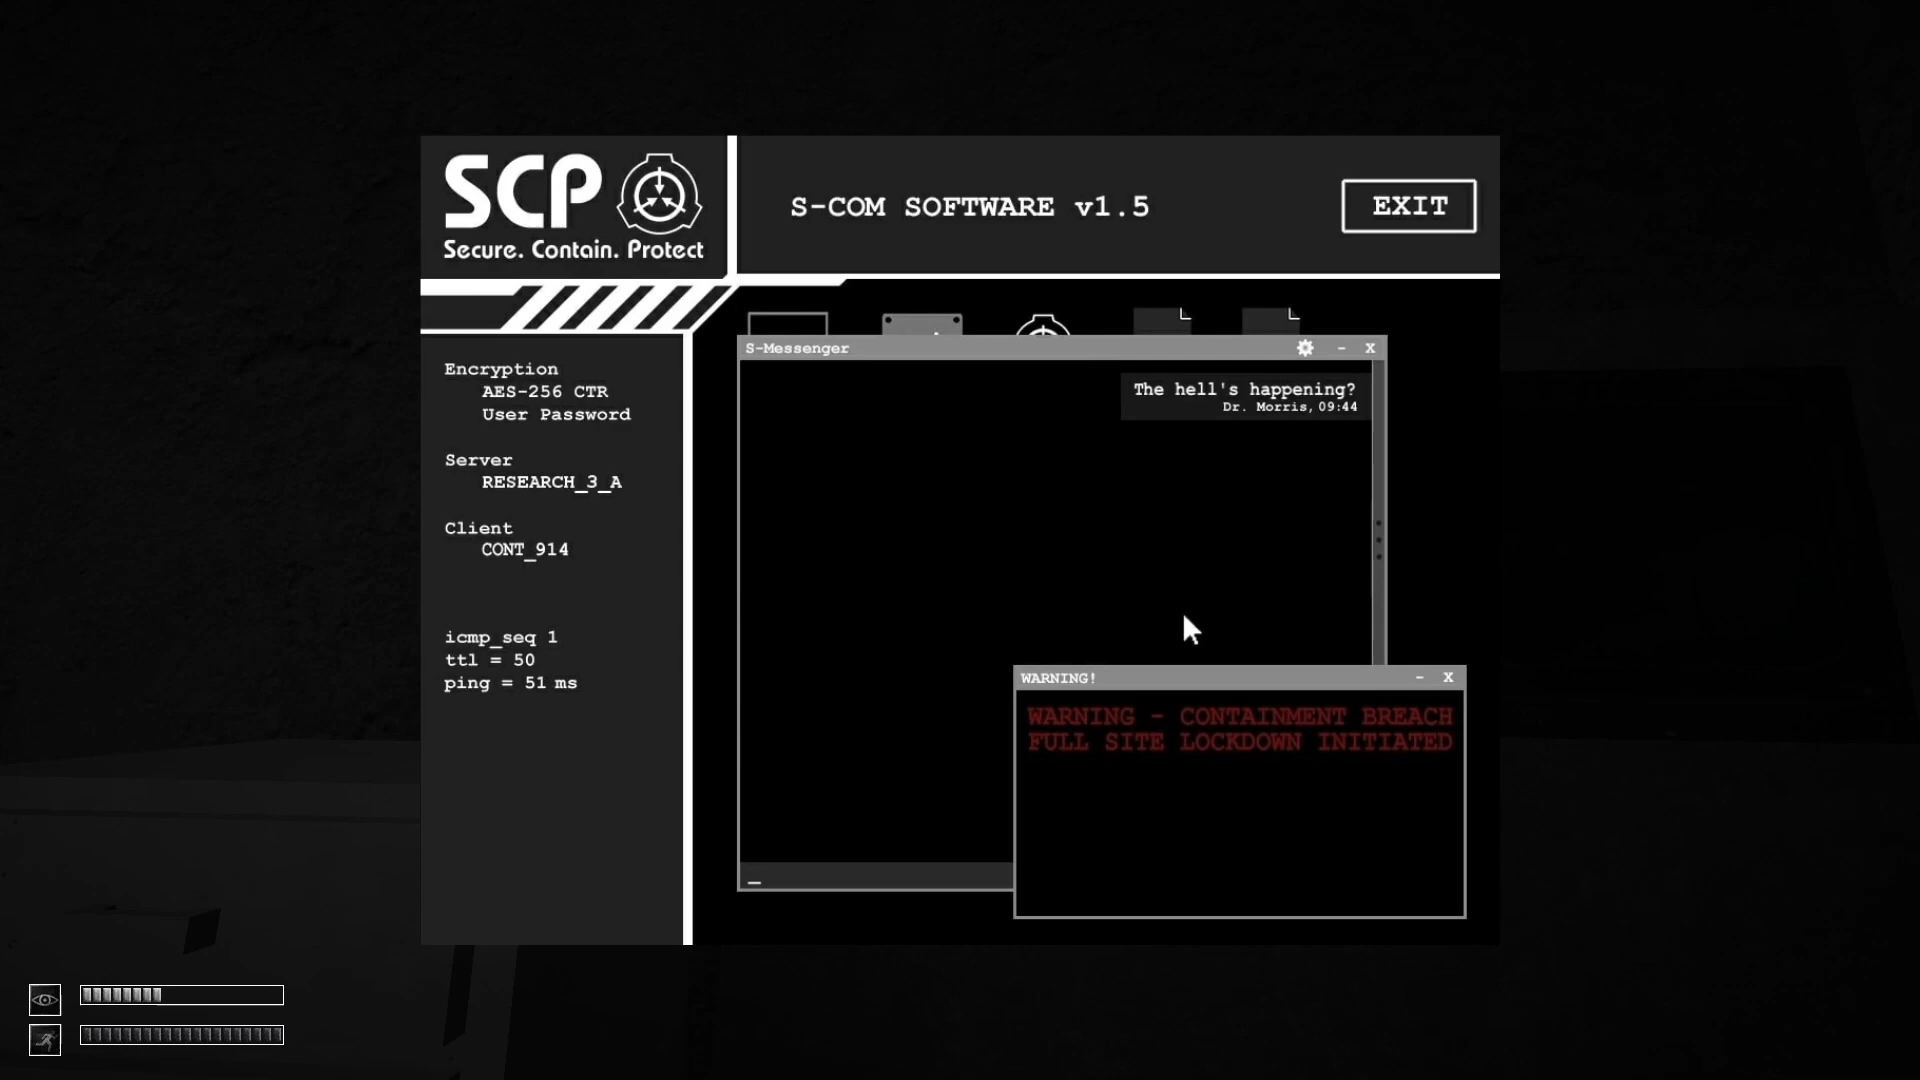 SCP
Secure. Contain. Protect
S-COM SOFTWARE v1.5
EXIT
Encryption
AES-256 CTR
User Password
Server
RESEARCH_3_A
Client
CONT_914
icmp_seq 1
ttl = 50
ping = 51 ms
S-Messenger
- X
The hell's happening?
Dr. Morris, 09:44
_
WARNING!
- X
WARNING - CONTAINMENT BREACH
FULL SITE LOCKDOWN INITIATED